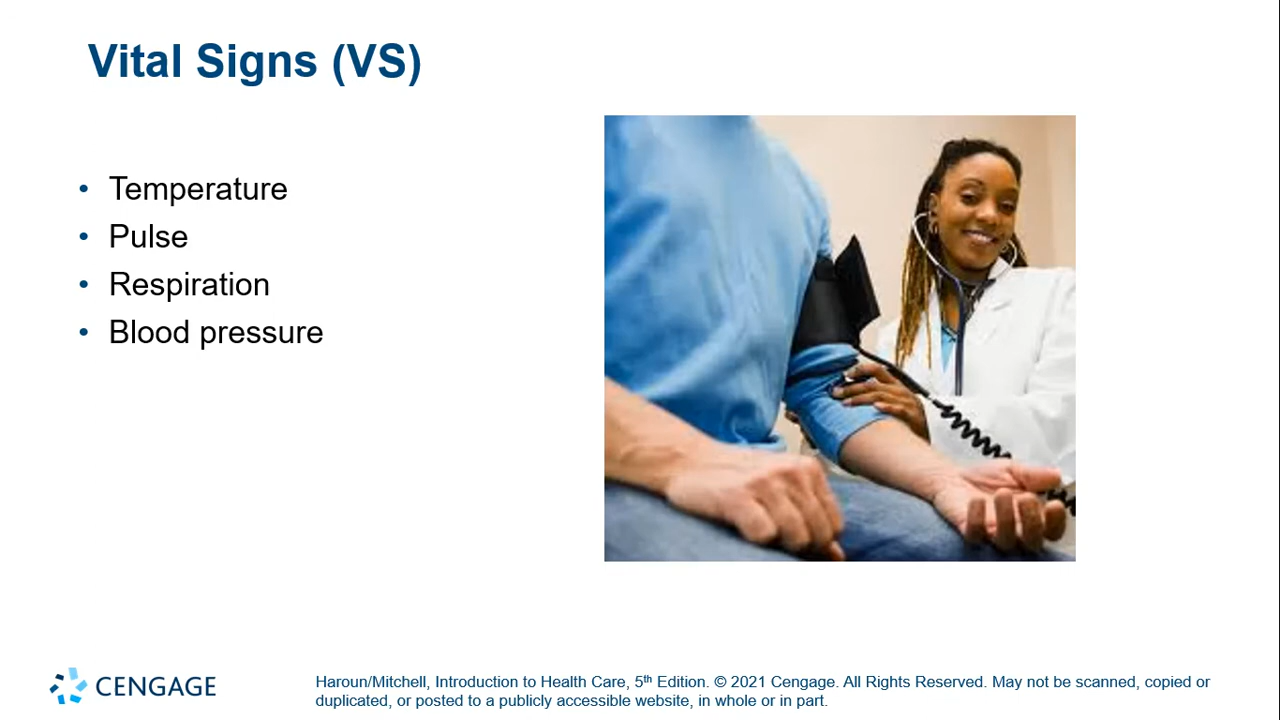 Vital Signs (VS)
• Temperature
• Pulse
• Respiration
• Blood pressure
CENGAGE
Haroun/Mitchell, Introduction to Health Care, 5th Edition. © 2021 Cengage. All Rights Reserved. May not be scanned, copied or
duplicated, or posted to a publicly accessible website, in whole or in part.